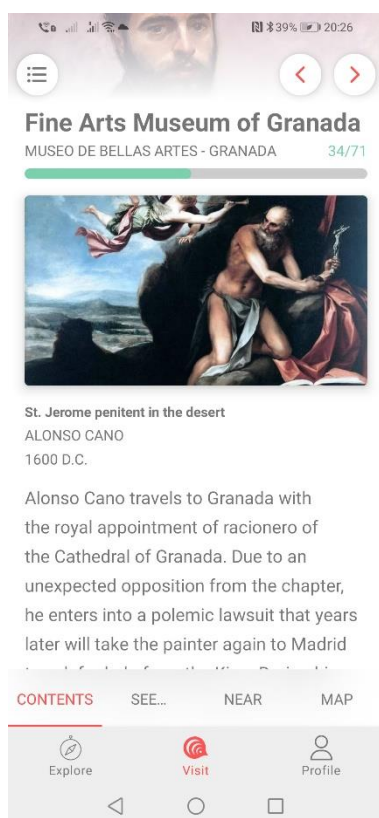 39% 20:26
Fine Arts Museum of Granada
MUSEO DE BELLAS ARTES - GRANADA 34/71
St. Jerome penitent in the desert
ALONSO CANO
1600 D.C.
Alonso Cano travels to Granada with
the royal appointment of racionero of
the Cathedral of Granada. Due to an
unexpected opposition from the chapter,
he enters into a polemic lawsuit that years
later will take the painter again to Madrid
CONTENTS SEE... NEAR MAP
Explore Visit Profile